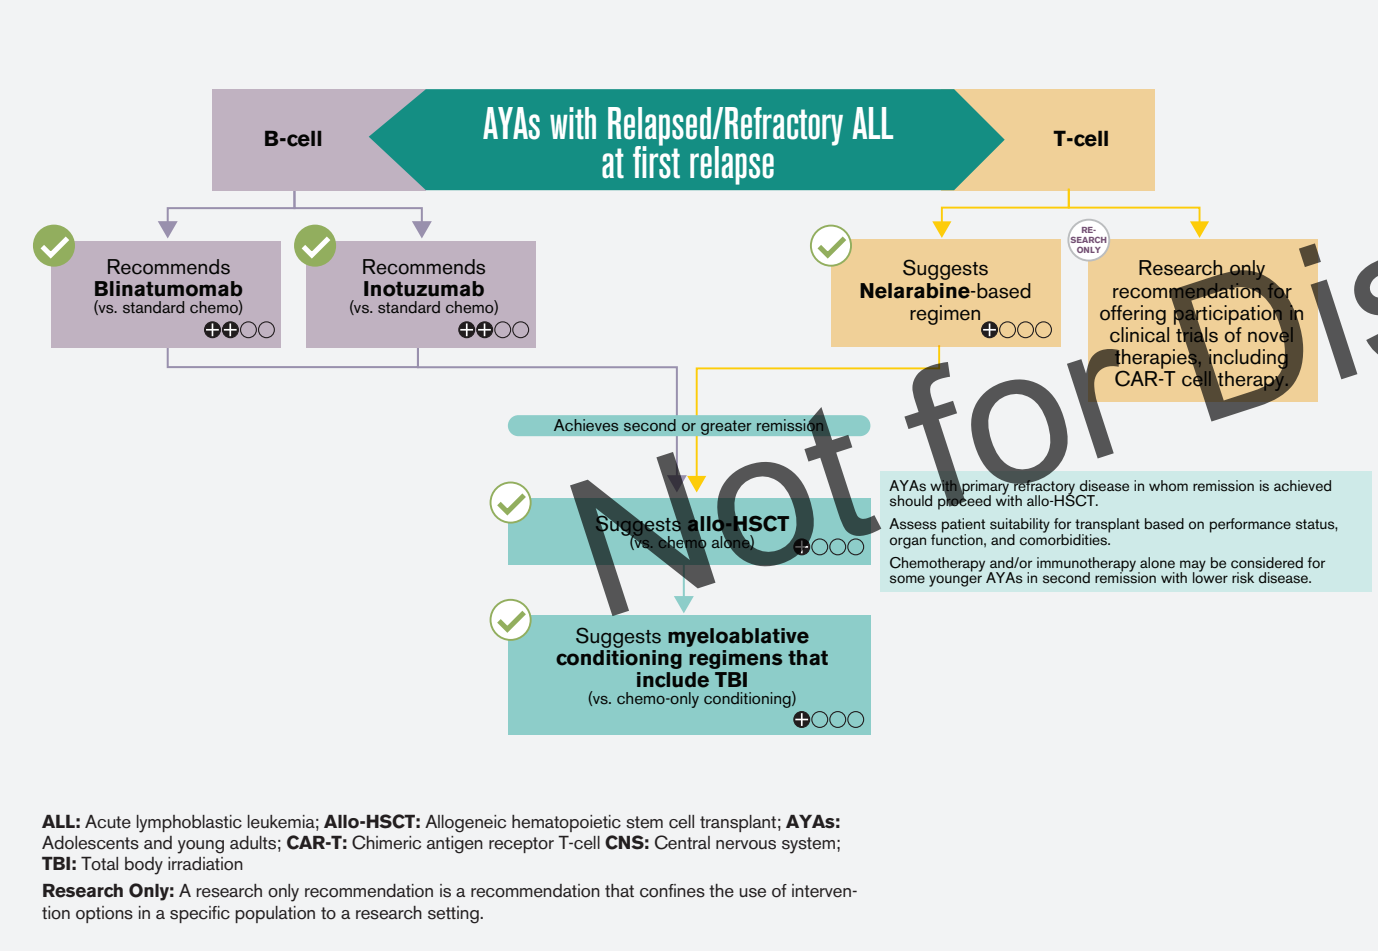 AYAs with Relapsed/Refractory ALL
at first relapse
B-cell
T-cell
Recommends
Blinatumomab
(vs. standard chemo)
Recommends
Inotuzumab
(vs. standard chemo)
Suggests
Nelarabine-based
regimen
RE-
SEARCH
ONLY
Research only
recommendation for
offering participation in
clinical trials of novel
therapies, including
CAR-T cell therapy.
Achieves second or greater remission
Suggests allo-HSCT
(vs. chemo alone)
AYAs with primary refractory disease in whom remission is achieved
should proceed with allo-HSCT.
Assess patient suitability for transplant based on performance status,
organ function, and comorbidities.
Chemotherapy and/or immunotherapy alone may be considered for
some younger AYAs in second remission with lower risk disease.
Suggests myeloablative
conditioning regimens that
include TBI
(vs. chemo-only conditioning)
Not for Dis
ALL: Acute lymphoblastic leukemia; Allo-HSCT: Allogeneic hematopoietic stem cell transplant; AYAs:
Adolescents and young adults; CAR-T: Chimeric antigen receptor T-cell CNS: Central nervous system;
TBI: Total body irradiation
Research Only: A research only recommendation is a recommendation that confines the use of interven-
tion options in a specific population to a research setting.